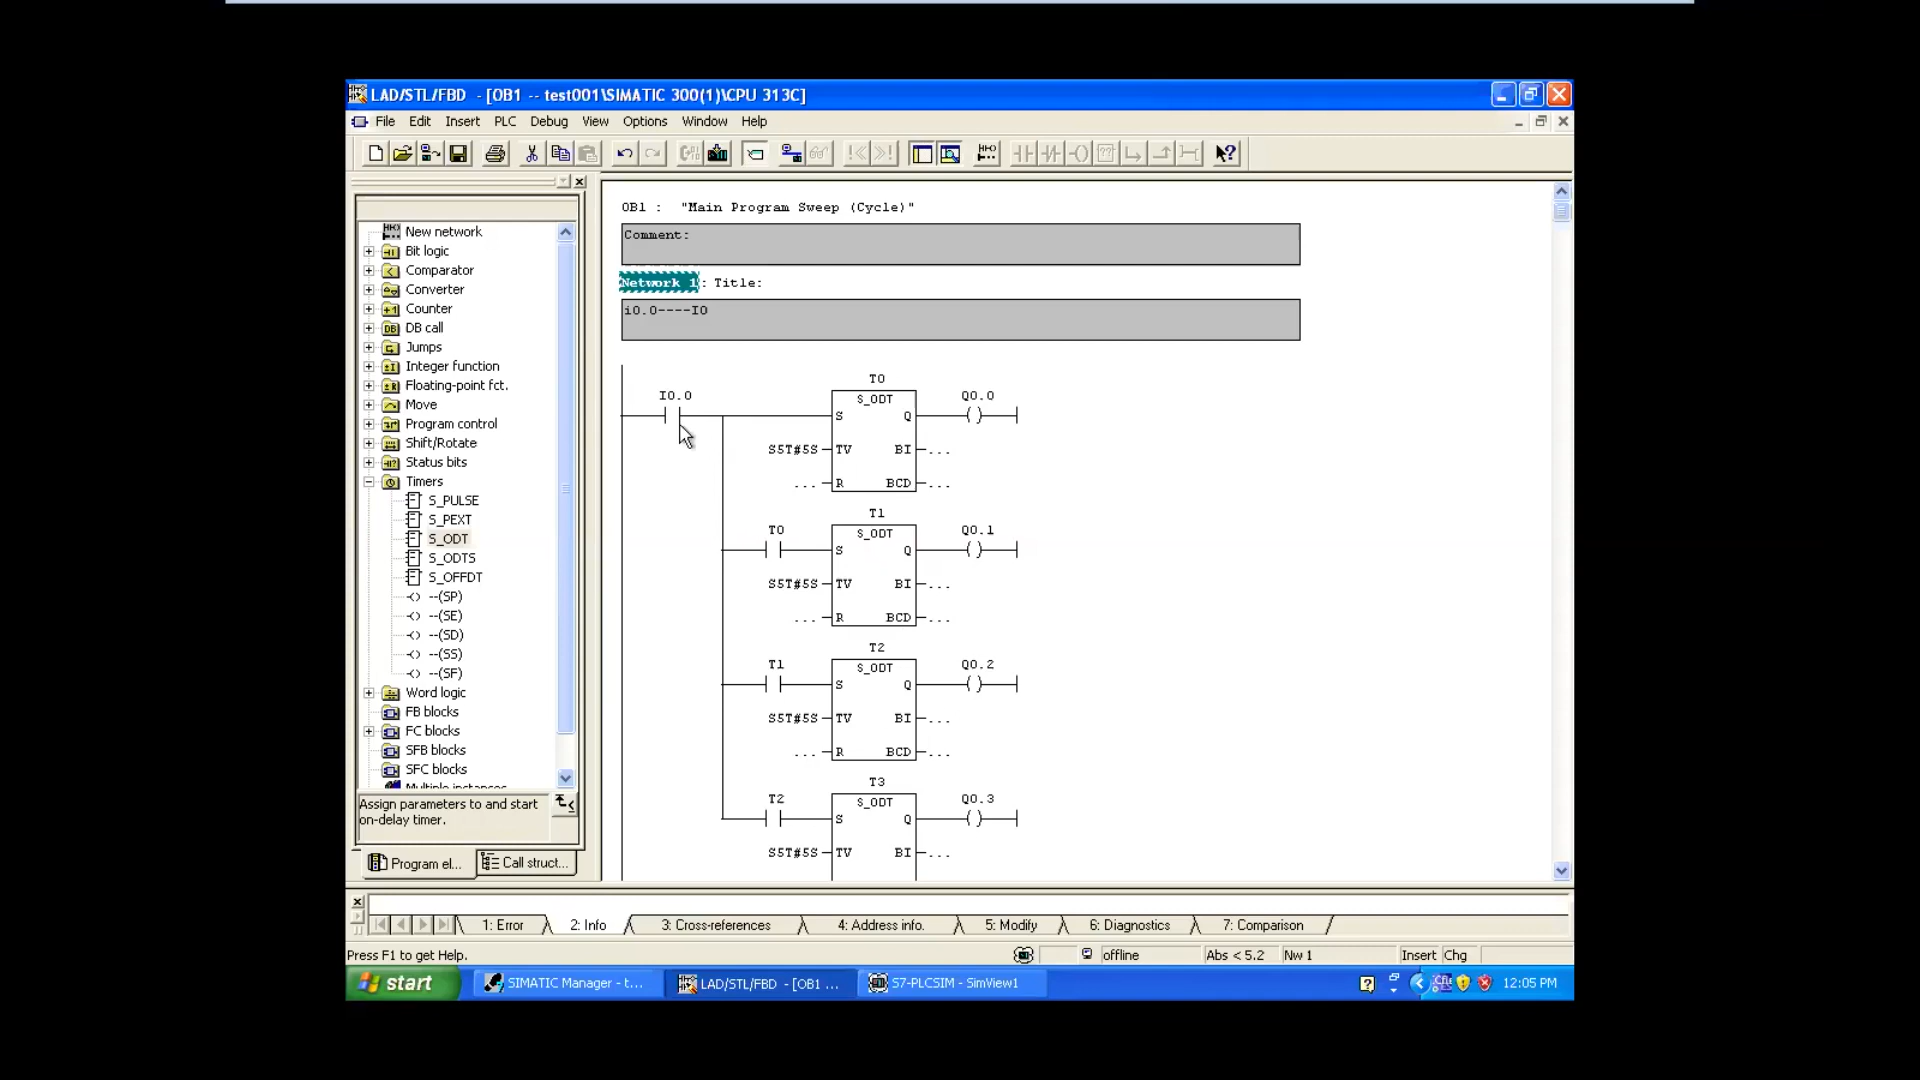 LAD/STL/FBD - [OB1 -- test001\SIMATIC 300(1)\CPU 313C]
File Edit Insert PLC Debug View Options Window Help
New network
Bit logic
Comparator
Converter
Counter
DB call
Jumps
Integer function
Floating-point fct.
Move
Program control
Shift/Rotate
Status bits
Timers
S_PULSE
S_PEXT
S_ODT
S_ODTS
S_OFFDT
--(SP)
--(SE)
--(SD)
--(SS)
--(SF)
Word logic
FB blocks
FC blocks
SFB blocks
SFC blocks
Multiple instances
Assign parameters to and start
on-delay timer.
Program el...
Call struct...
OB1 : "Main Program Sweep (Cycle)"
Comment:
Network 1: Title:
i0.0----I0
T0
I0.0 S_ODT Q0.0
S Q
S5T#5S TV BI ...
... R BCD ...
T1
T0 S_ODT Q0.1
S Q
S5T#5S TV BI ...
... R BCD ...
T2
T1 S_ODT Q0.2
S Q
S5T#5S TV BI ...
... R BCD ...
T3
T2 S_ODT Q0.3
S Q
S5T#5S TV BI ...
1: Error 2: Info 3: Cross-references 4: Address info. 5: Modify 6: Diagnostics 7: Comparison
Press F1 to get Help. offline Abs < 5.2 Nw 1 Insert Chg
start SIMATIC Manager - t... LAD/STL/FBD - [OB1 ... S7-PLCSIM - SimView1 12:05 PM